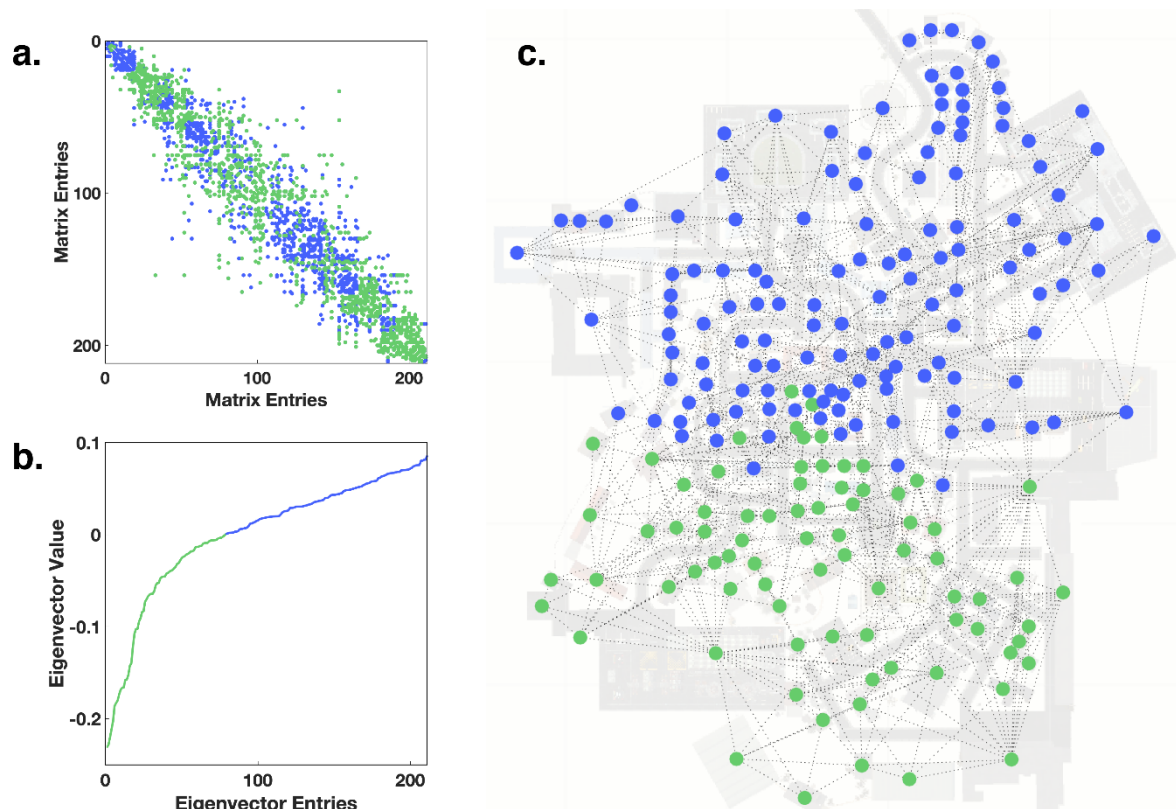 a.
0
100
200
Matrix Entries
0
100
200
Matrix Entries
b.
0.1
0
-0.1
-0.2
Eigenvector Value
0
100
200
Eigenvector Entries
c.